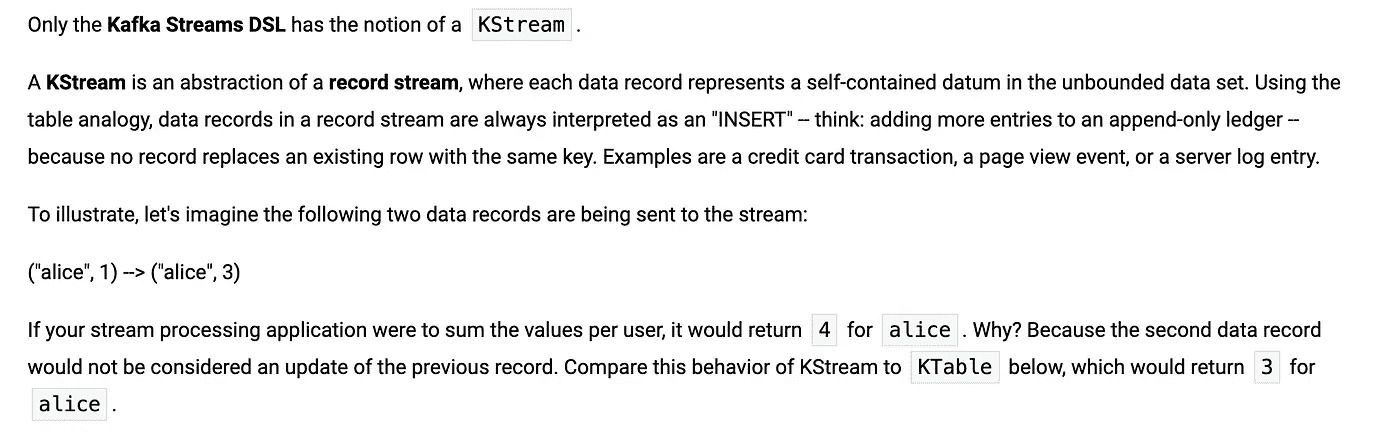 Only the Kafka Streams DSL has the notion of a KStream .
A KStream is an abstraction of a record stream, where each data record represents a self-contained datum in the unbounded data set. Using the
table analogy, data records in a record stream are always interpreted as an "INSERT" -- think: adding more entries to an append-only ledger --
because no record replaces an existing row with the same key. Examples are a credit card transaction, a page view event, or a server log entry.
To illustrate, let's imagine the following two data records are being sent to the stream:
("alice", 1) --> ("alice", 3)
If your stream processing application were to sum the values per user, it would return 4 for alice . Why? Because the second data record
would not be considered an update of the previous record. Compare this behavior of KStream to KTable below, which would return 3 for
alice .